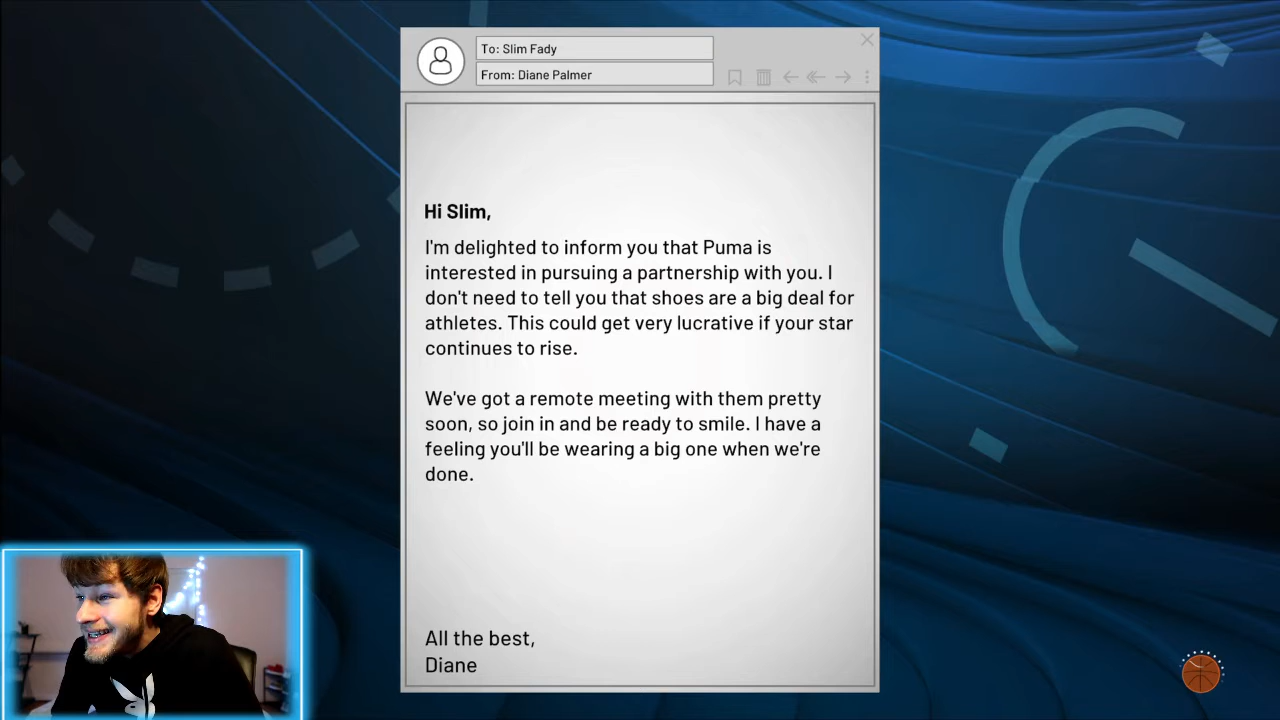 To: Slim Fady
From: Diane Palmer
Hi Slim,
I'm delighted to inform you that Puma is
interested in pursuing a partnership with you. I
don't need to tell you that shoes are a big deal for
athletes. This could get very lucrative if your star
continues to rise.
We've got a remote meeting with them pretty
soon, so join in and be ready to smile. I have a
feeling you'll be wearing a big one when we're
done.
All the best,
Diane